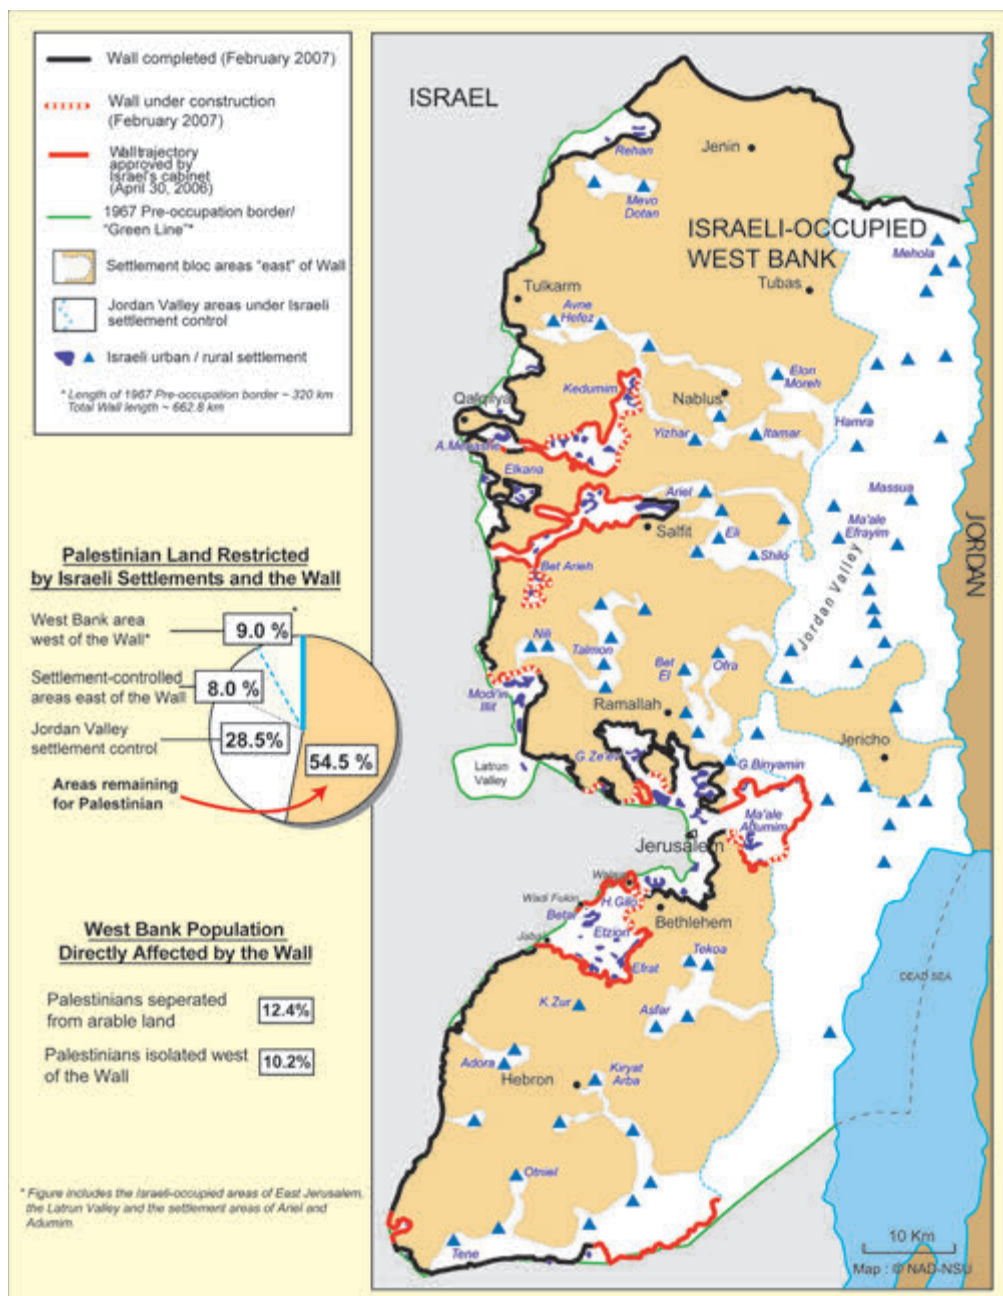 Wall completed (February 2007)
Wall under construction
(February 2007)
Wall trajectory
approved by
Israel's cabinet
(April 30, 2006)
1967 Pre-occupation border/
"Green Line"*
Settlement bloc areas "east" of Wall
Jordan Valley areas under Israeli
settlement control
Israeli urban / rural settlement
* Length of 1967 Pre-occupation border ~ 320 km
Total Wall length ~ 662.8 km
Palestinian Land Restricted
by Israeli Settlements and the Wall
West Bank area
west of the Wall*
9.0 %
*
Settlement-controlled
areas east of the Wall
8.0 %
Jordan Valley
settlement control
28.5%
54.5 %
Areas remaining
for Palestinian
West Bank Population
Directly Affected by the Wall
Palestinians seperated
from arable land
12.4%
Palestinians isolated west
of the Wall
10.2%
* Figure includes the Israeli-occupied areas of East Jerusalem,
the Latrun Valley and the settlement areas of Ariel and
Adumim.
ISRAEL
Rehan
Jenin
Mevo
Dotan
ISRAELI-OCCUPIED
WEST BANK
Mehola
Tubas
Tulkarm
Avne
Hefez
Elon
Moreh
Kedumim
Nablus
Qalqilya
Hamra
Yizhar
Itamar
A.Menashe
Elkana
Ariel
Massua
Ma'ale
Efrayim
Salfit
Eli
Shilo
Bet Arieh
JORDAN
Jordan Valley
Nili
Talmon
Bet
El
Ofra
Modi'in
Illit
Ramallah
Jericho
G.Ze'ev
G.Binyamin
Latrun
Valley
Ma'ale
Adumim
Jerusalem
Walaja
Wadi Fukin
H.Gilo
Betar
Bethlehem
Etzion
Jaba
Tekoa
Efrat
DEAD SEA
K.Zur
Asfar
Adora
Kiryat
Arba
Hebron
Otniel
Tene
10 Km
Map : © NAD-NSU